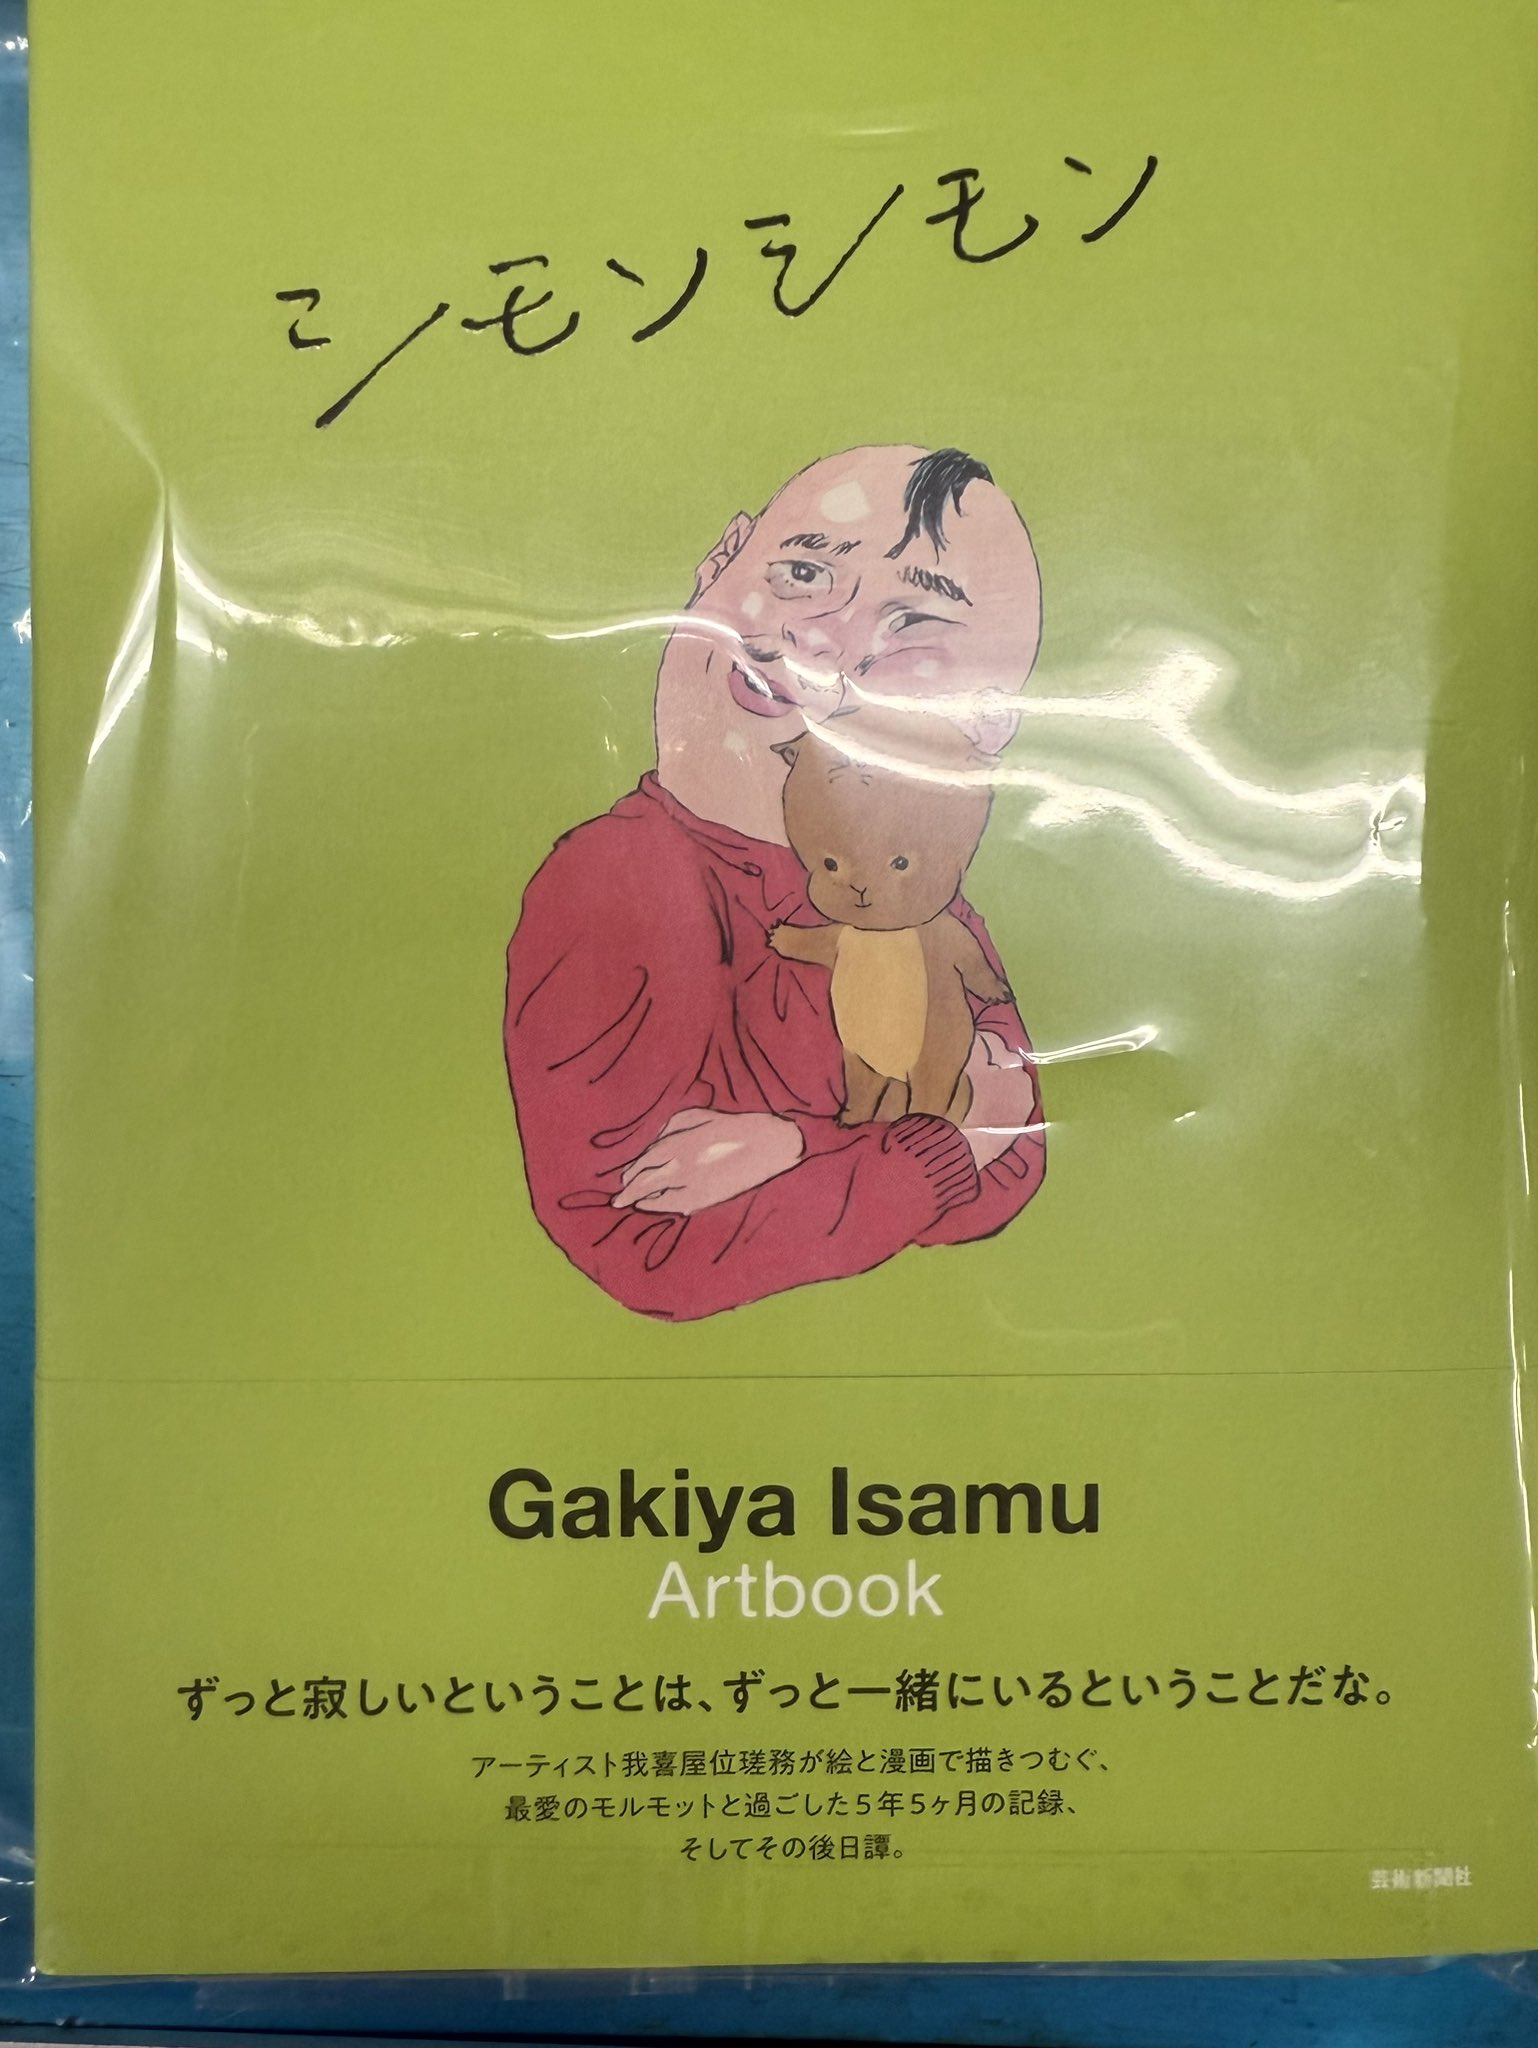 シモンシモン
Gakiya Isamu
Artbook
ずっと寂しいということは、ずっと一緒にいるということだな。
アーティスト我喜屋位瑳務が絵と漫画で描きつむぐ、
最愛のモルモットと過ごした5年5ヶ月の記録、
そしてその後日譚。
芸術新聞社